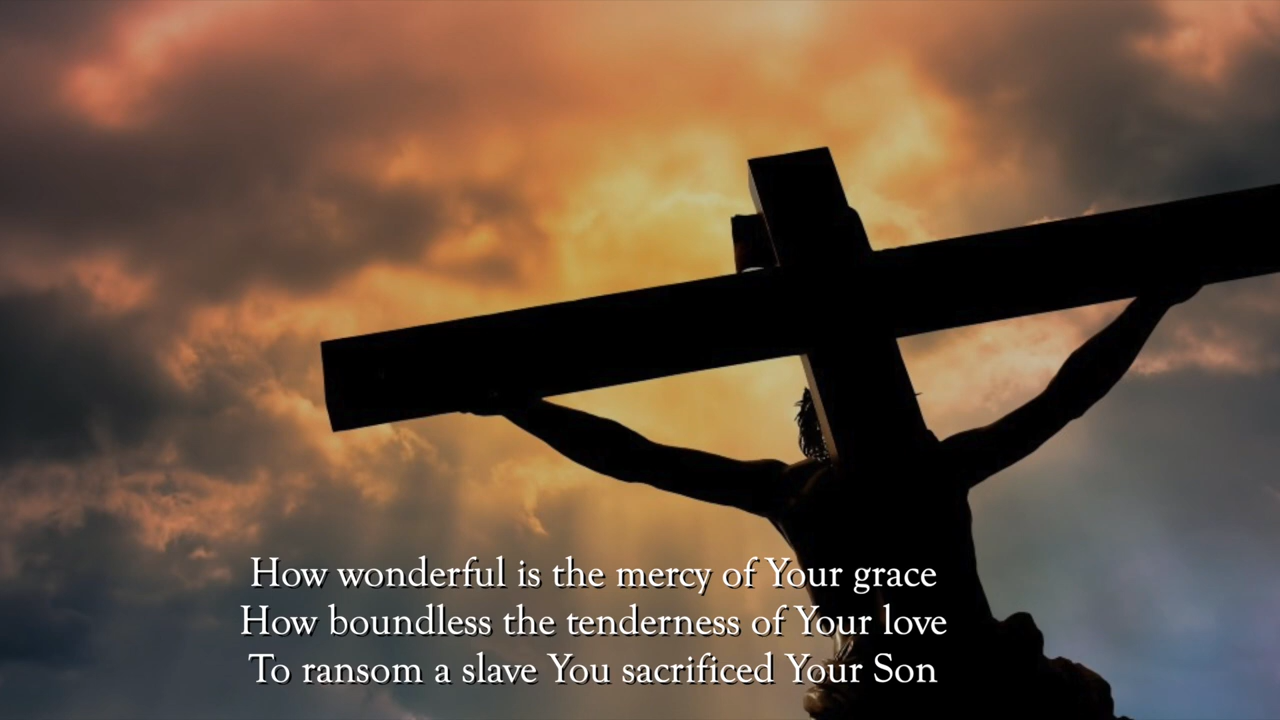 How wonderful is the mercy of Your grace
How boundless the tenderness of Your love
To ransom a slave You sacrificed Your Son